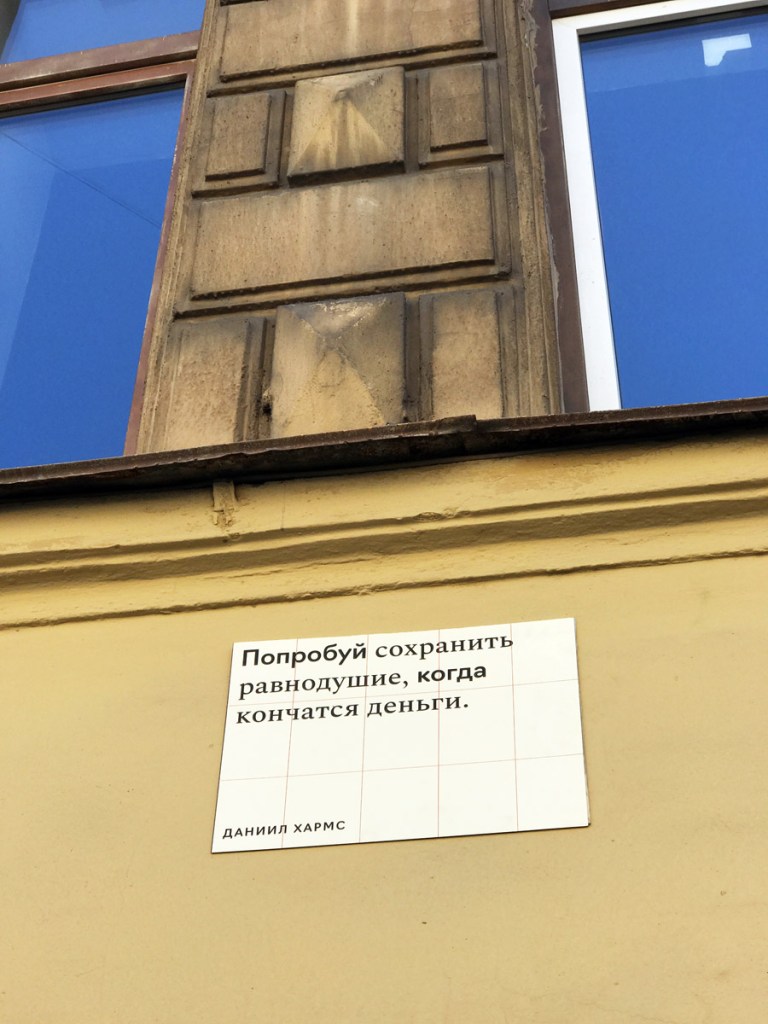 Попробуй сохранить
равнодушие, когда
кончатся деньги.
ДАНИИЛ ХАРМС